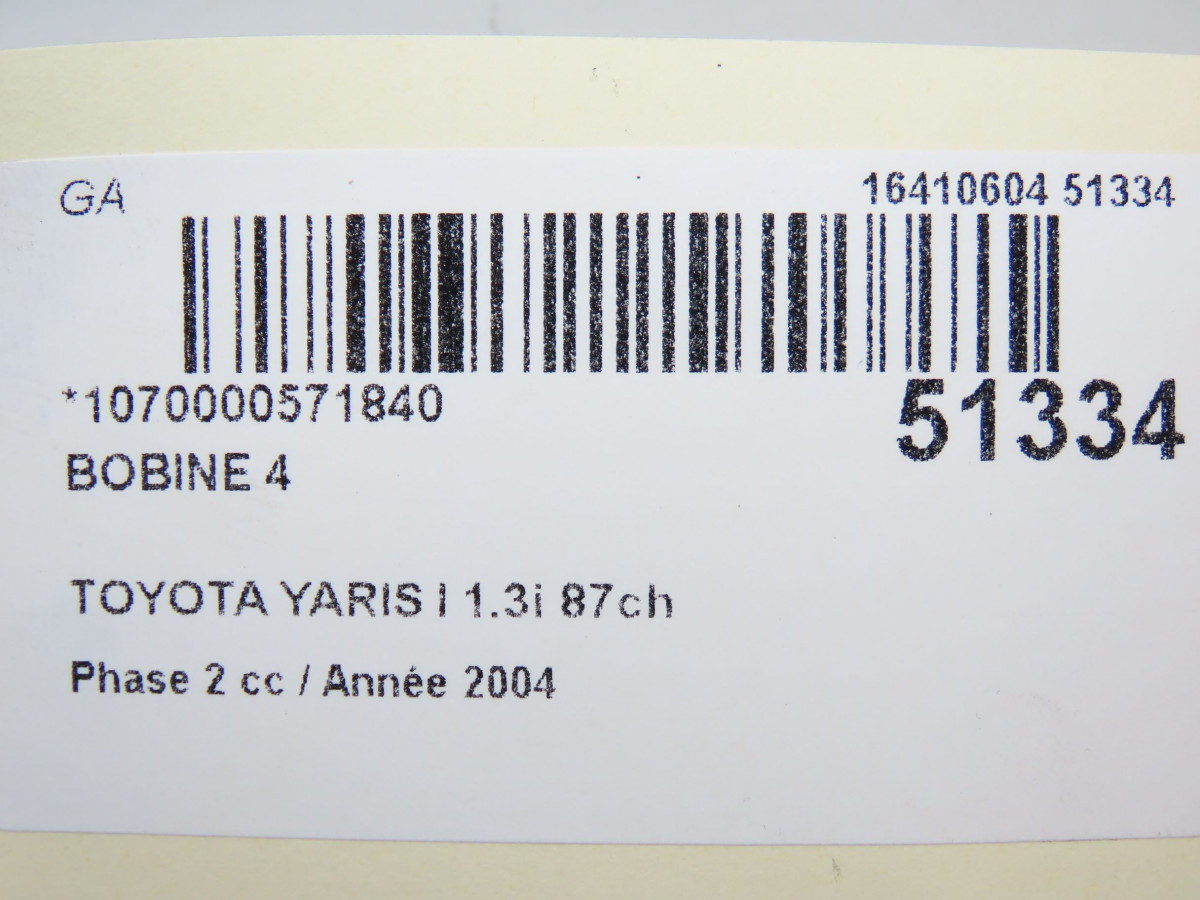 GA
16410604 51334
*1070000571840
51334
BOBINE 4
TOYOTA YARIS I 1.3i 87ch
Phase 2 cc / Année 2004